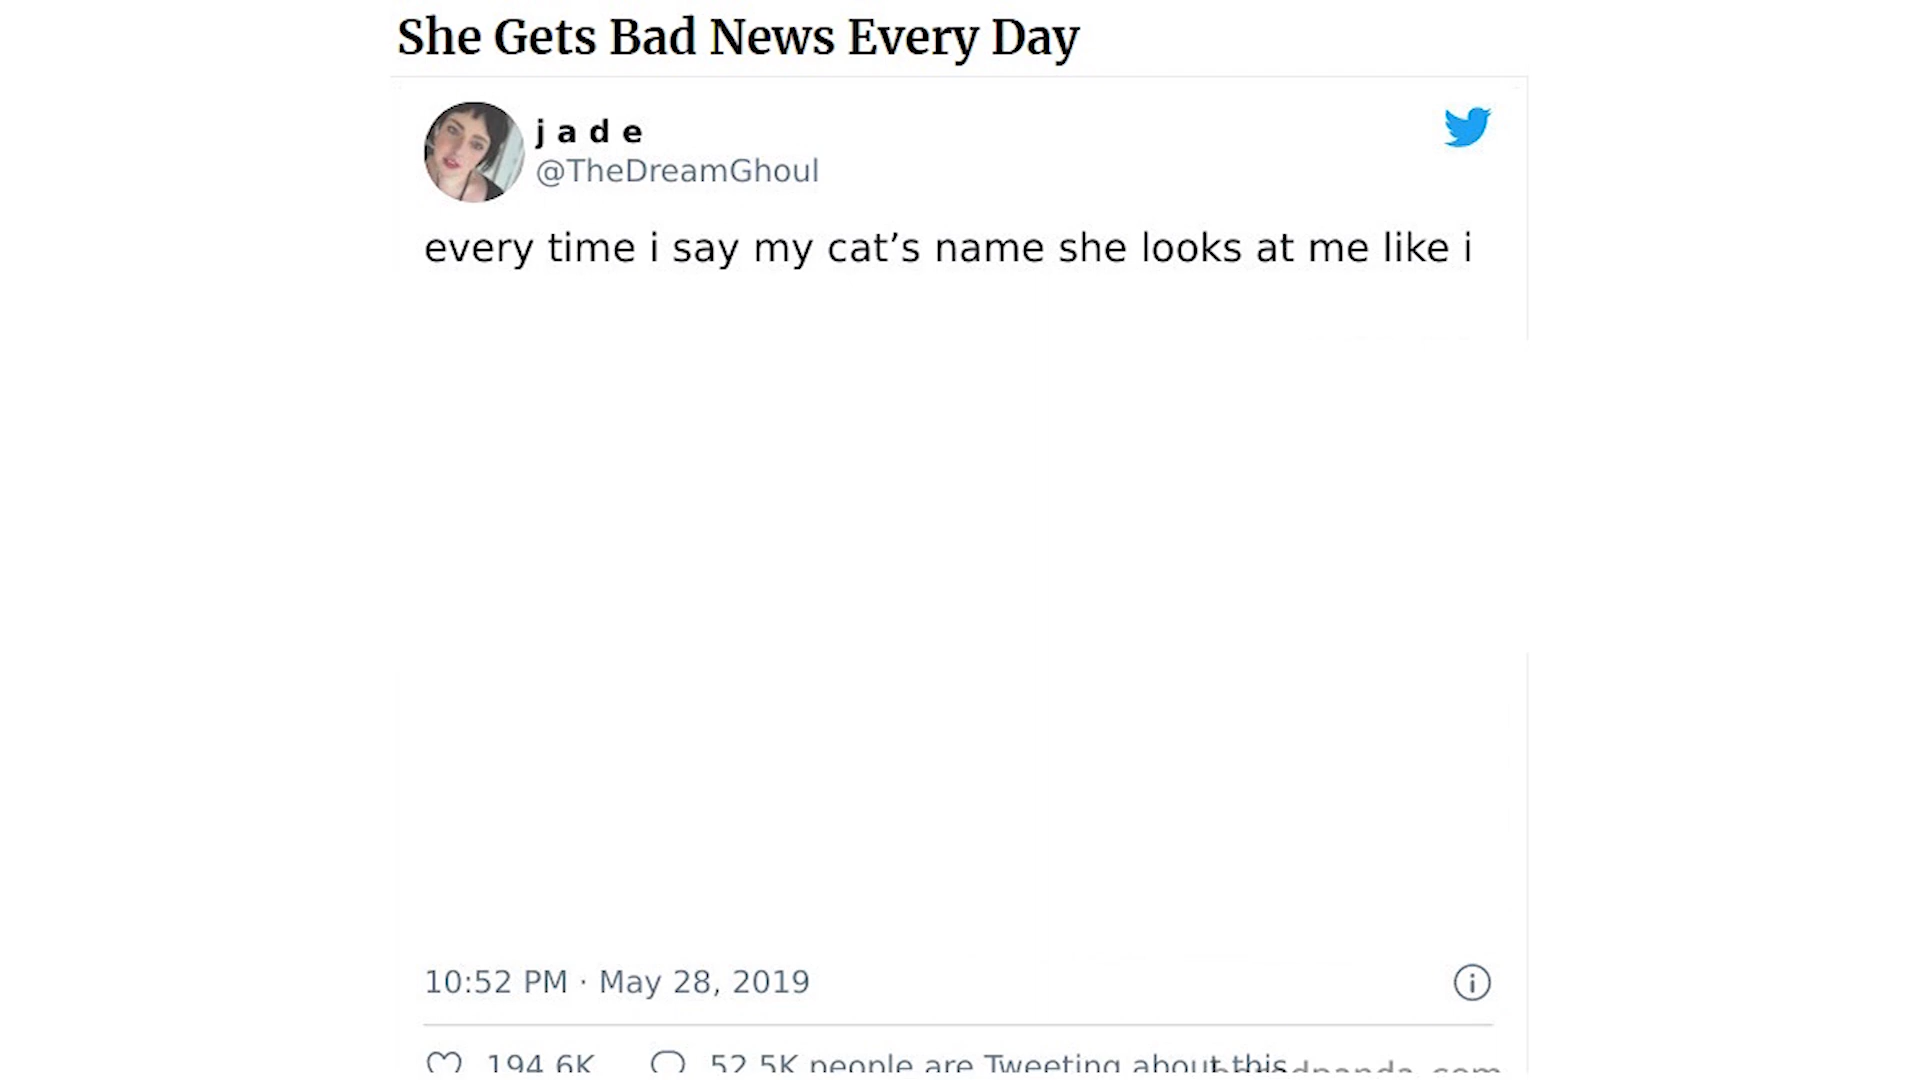 She Gets Bad News Every Day
j a d e
@TheDreamGhoul
every time i say my cat’s name she looks at me like i
10:52 PM · May 28, 2019
194.6K 52.5K people are Tweeting about this